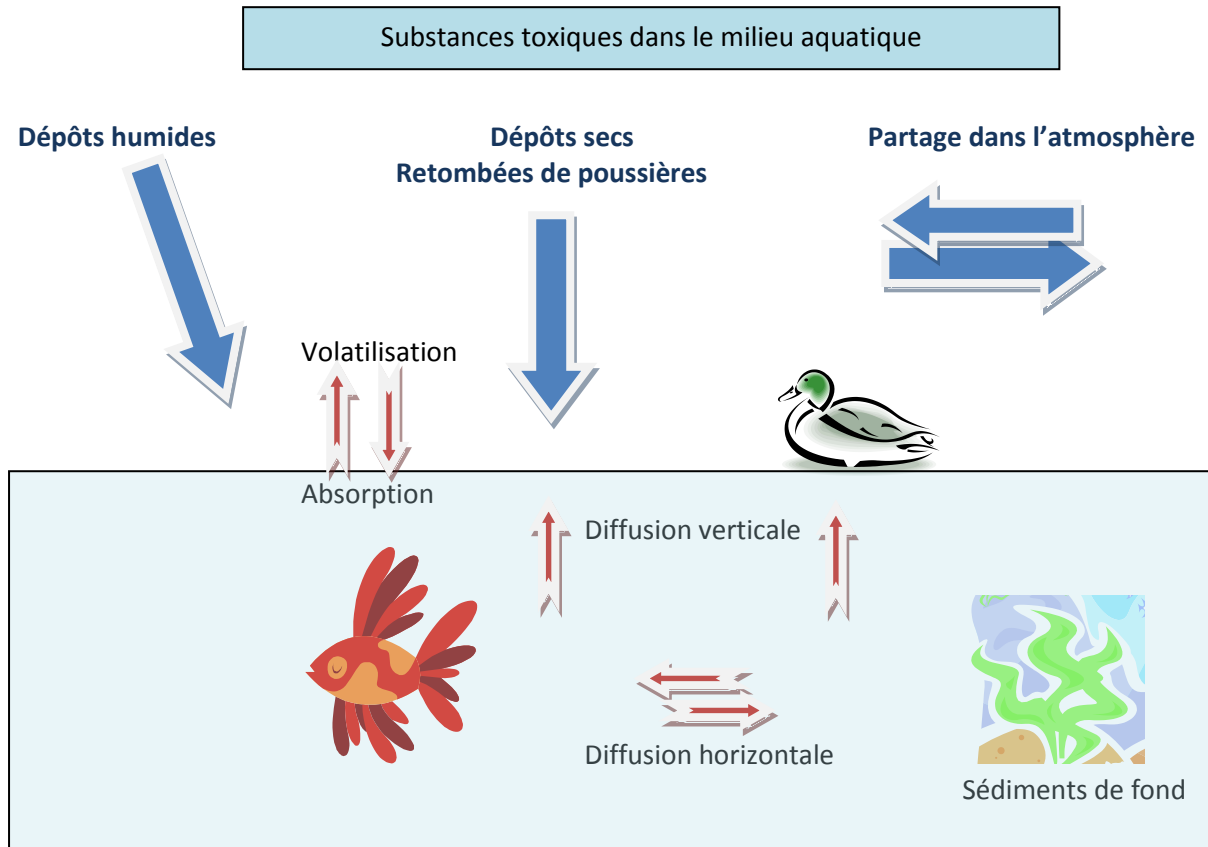 Substances toxiques dans le milieu aquatique
Dépôts humides
Dépôts secs
Retombées de poussières
Partage dans l’atmosphère
Volatilisation
Absorption
Diffusion verticale
Diffusion horizontale
Sédiments de fond